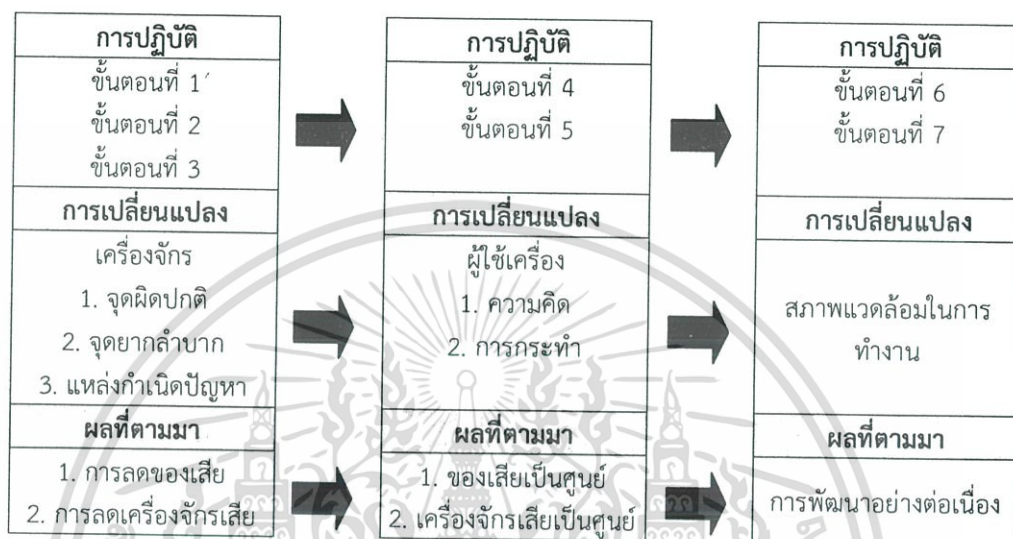 การปฏิบัติ
ขั้นตอนที่ 1
ขั้นตอนที่ 2
ขั้นตอนที่ 3
การเปลี่ยนแปลง
เครื่องจักร
1. จุดผิดปกติ
2. จุดยากลำบาก
3. แหล่งกำเนิดปัญหา
ผลที่ตามมา
1. การลดของเสีย
2. การลดเครื่องจักรเสีย
การปฏิบัติ
ขั้นตอนที่ 4
ขั้นตอนที่ 5
การเปลี่ยนแปลง
ผู้ใช้เครื่อง
1. ความคิด
2. การกระทำ
ผลที่ตามมา
1. ของเสียเป็นศูนย์
2. เครื่องจักรเสียเป็นศูนย์
การปฏิบัติ
ขั้นตอนที่ 6
ขั้นตอนที่ 7
การเปลี่ยนแปลง
สภาพแวดล้อมในการ
ทำงาน
ผลที่ตามมา
การพัฒนาอย่างต่อเนื่อง